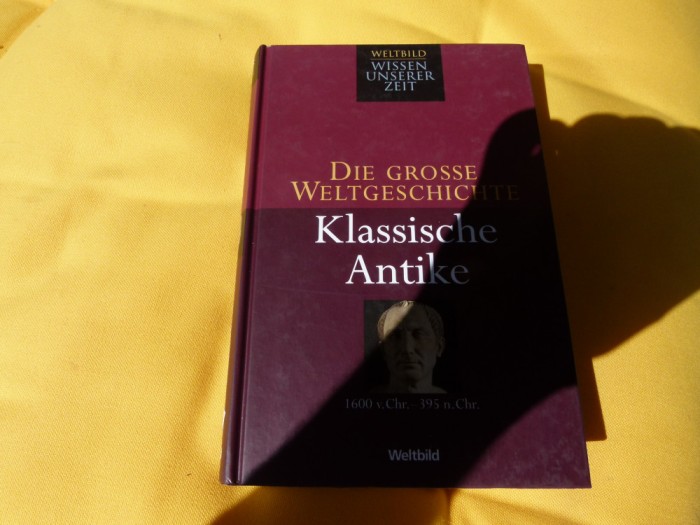 WELTBILD
WISSEN
UNSERER
ZEIT
DIE GROSSE
WELTGESCHICHTE
Klassische
Antike
1600 v. Chr. – 395 n. Chr.
Weltbild